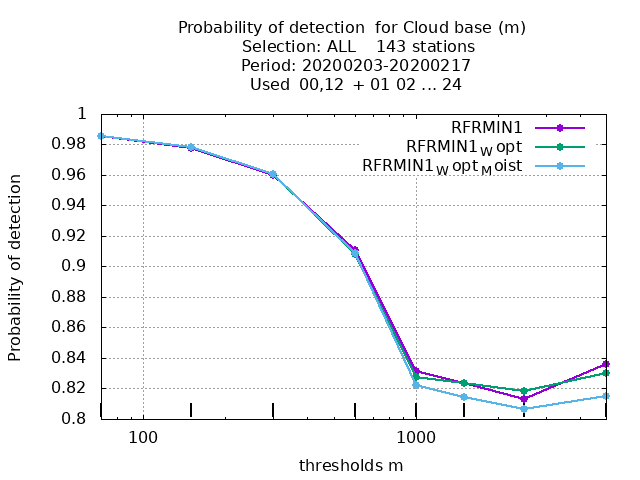 Probability of detection  for Cloud base (m)
Selection: ALL    143 stations
Period: 20200203-20200217
Used  00,12  + 01 02 ... 24
1
0.98
0.96
0.94
0.92
0.9
0.88
0.86
0.84
0.82
0.8
Probability of detection
RFRMIN1
RFRMIN1Wopt
RFRMIN1WoptMoist
100
1000
thresholds m